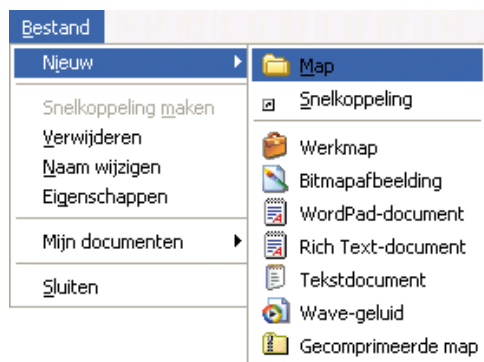 Bestand
Nieuw
Snelkoppeling maken
Verwijderen
Naam wijzigen
Eigenschappen
Mijn documenten
Sluiten
Map
Snelkoppeling
Werkmap
Bitmapafbeelding
WordPad-document
Rich Text-document
Tekstdocument
Wave-geluid
Gecomprimeerde map